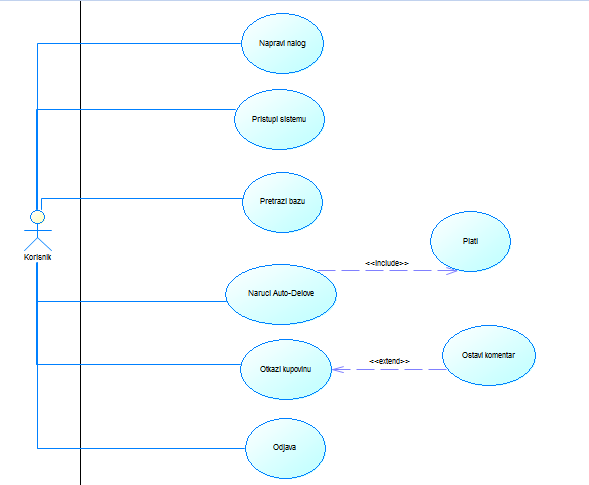 Napravi nalog
Pristupi sistemu
Pretrazi bazu
Korisnik
Plati
<<include>>
Naruci Auto-Delove
Ostavi komentar
<<extend>>
Otkazi kupovinu
Odjava